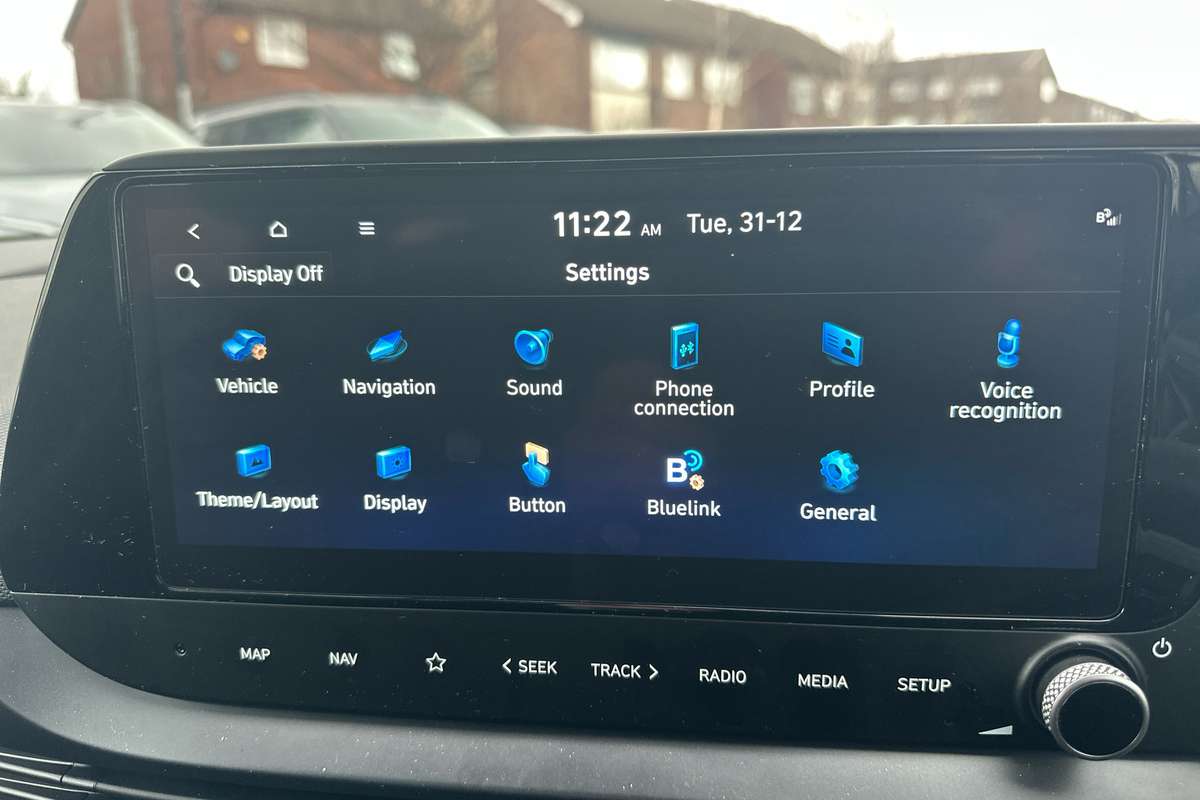 11:22 AM Tue, 31-12
Display Off
Settings
Vehicle
Navigation
Sound
Phone
connection
Profile
Voice
recognition
Theme/Layout
Display
Button
B
Bluelink
General
MAP
NAV
SEEK
TRACK
RADIO
MEDIA
SETUP